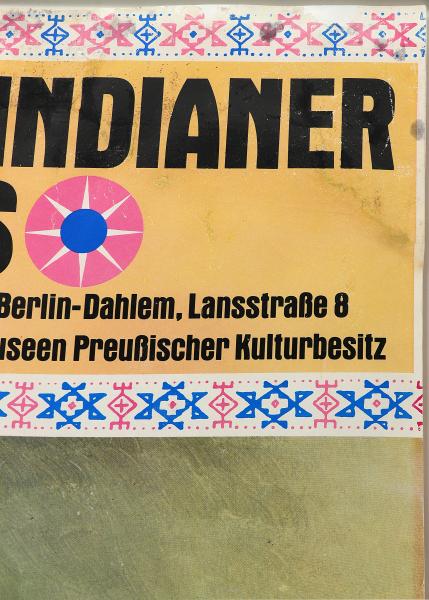 INDIANER
S
Berlin-Dahlem, Lansstraße 8
useen Preußischer Kulturbesitz